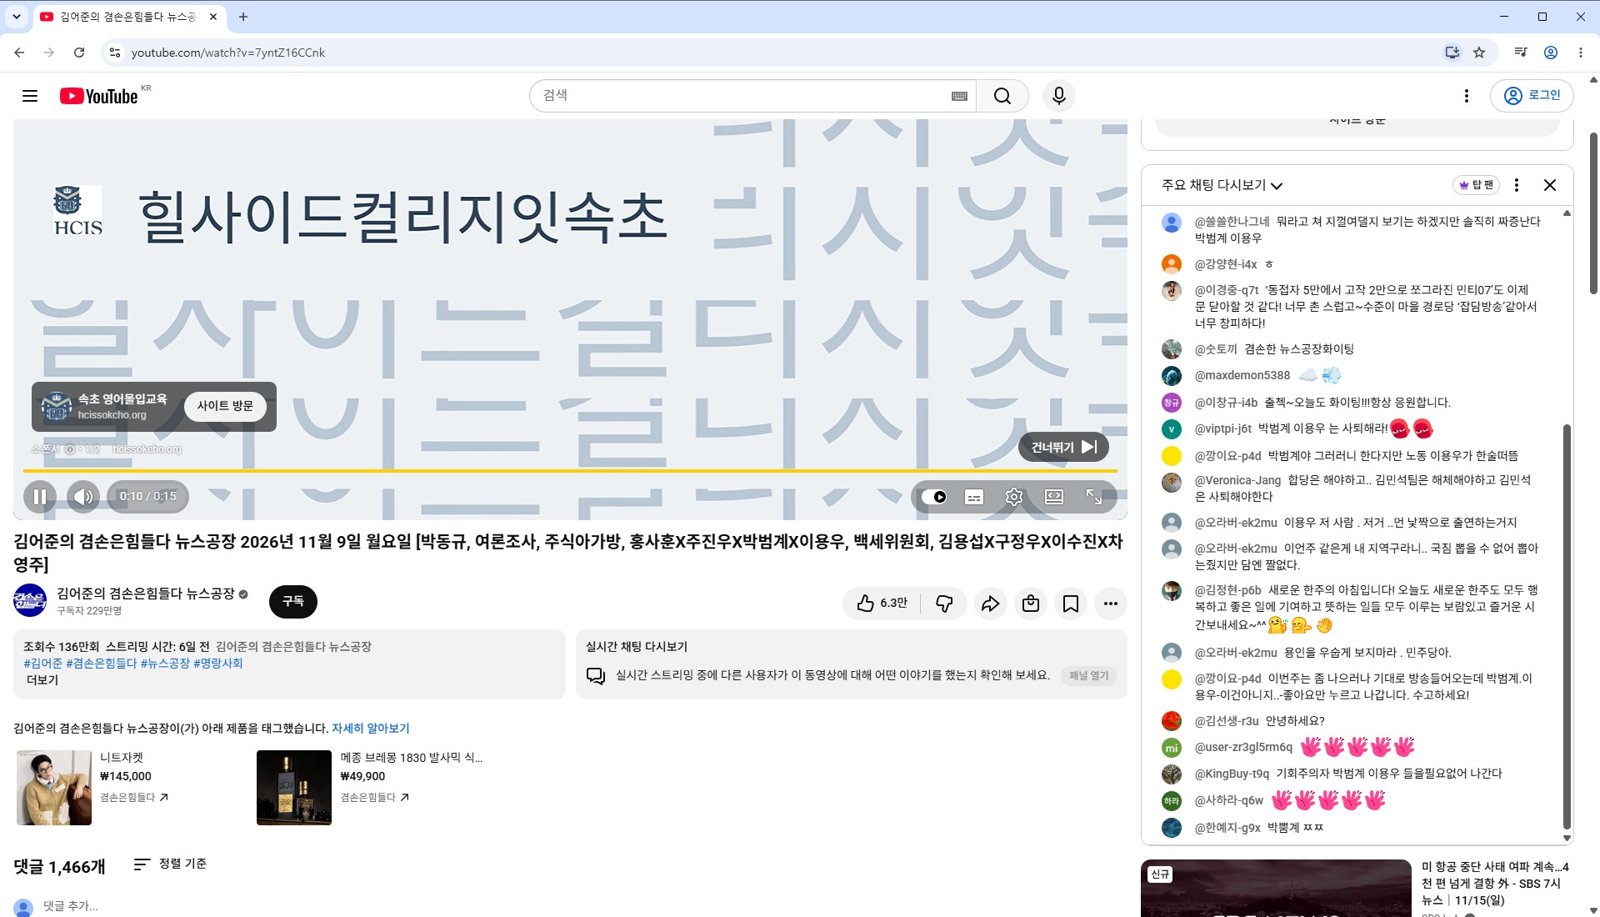 김어준의 겸손은힘들다 뉴스공
youtube.com/watch?v=7yntZ16CCnk
YouTube KR
검색
로그인
사이트 방문
HCIS
힐사이드컬리지잇속초
속초 영어몰입교육
hcissokcho.org
사이트 방문
스폰서 · 1/2 hcissokcho.org
건너뛰기
0:10 / 0:15
김어준의 겸손은힘들다 뉴스공장 2026년 11월 9일 월요일 [박동규, 여론조사, 주식아가방, 홍사훈X주진우X박범계X이용우, 백세위원회, 김용섭X구정우X이수진X차
영주]
김어준의 겸손은힘들다 뉴스공장
구독자 229만명
구독
6.3만
조회수 136만회 스트리밍 시간: 6일 전 김어준의 겸손은힘들다 뉴스공장
#김어준 #겸손은힘들다 #뉴스공장 #명랑사회
더보기
실시간 채팅 다시보기
실시간 스트리밍 중에 다른 사용자가 이 동영상에 대해 어떤 이야기를 했는지 확인해 보세요.
패널 열기
김어준의 겸손은힘들다 뉴스공장이(가) 아래 제품을 태그했습니다. 자세히 알아보기
니트자켓
₩145,000
겸손은힘들다
메종 브레몽 1830 발사믹 식...
₩49,900
겸손은힘들다
댓글 1,466개
정렬 기준
댓글 추가...
주요 채팅 다시보기
탑 팬
@쓸쓸한나그네 뭐라고 쳐 지껄여댈지 보기는 하겠지만 솔직히 짜증난다
박범계 이용우
@강양현-i4x ㅎ
@이경중-q7t '동접자 5만에서 고작 2만으로 쪼그라진 민티07'도 이제
문 닫아할 것 같다! 너무 촌 스럽고~수준이 마을 경로당 '잡담방송'같아서
너무 창피하다!
@숫토끼 겸손한 뉴스공장화이팅
@maxdemon5388
창규
@이창규-i4b 출첵~오늘도 화이팅!!!항상 응원합니다.
v
@viptpi-j6t 박범계 이용우 는 사퇴해라!
@깡이요-p4d 박범계야 그러러니 한다지만 노동 이용우가 한술떠뜸
@Veronica-Jang 합당은 해야하고.. 김민석팀은 해체해야하고 김민석
은 사퇴해야한다
@오라버-ek2mu 이용우 저 사람 . 저거 ..먼 낯짝으로 출연하는거지
@오라버-ek2mu 이언주 같은게 내 지역구라니.. 국짐 뽑을 수 없어 뽑아
는줬지만 담엔 짤없다.
@김정현-p6b 새로운 한주의 아침입니다! 오늘도 새로운 한주도 모두 행
복하고 좋은 일에 기여하고 뜻하는 일들 모두 이루는 보람있고 즐거운 시
간보내세요~^^
@오라버-ek2mu 용인을 우습게 보지마라 . 민주당아.
@깡이요-p4d 이번주는 좀 나으러나 기대로 방송들어오는데 박범계.이
용우-이건아니지..-좋아요만 누르고 나갑니다. 수고하세요!
@김선생-r3u 안녕하세요?
mi
@user-zr3gl5rm6q
@KingBuy-t9q 기회주의자 박범계 이용우 들을필요없어 나간다
하라
@사하라-q6w
@한예지-g9x 박뿜계 ㅉㅉ
신규
미 항공 중단 사태 여파 계속...4
천 편 넘게 결항 外 - SBS 7시
뉴스 | 11/15(일)